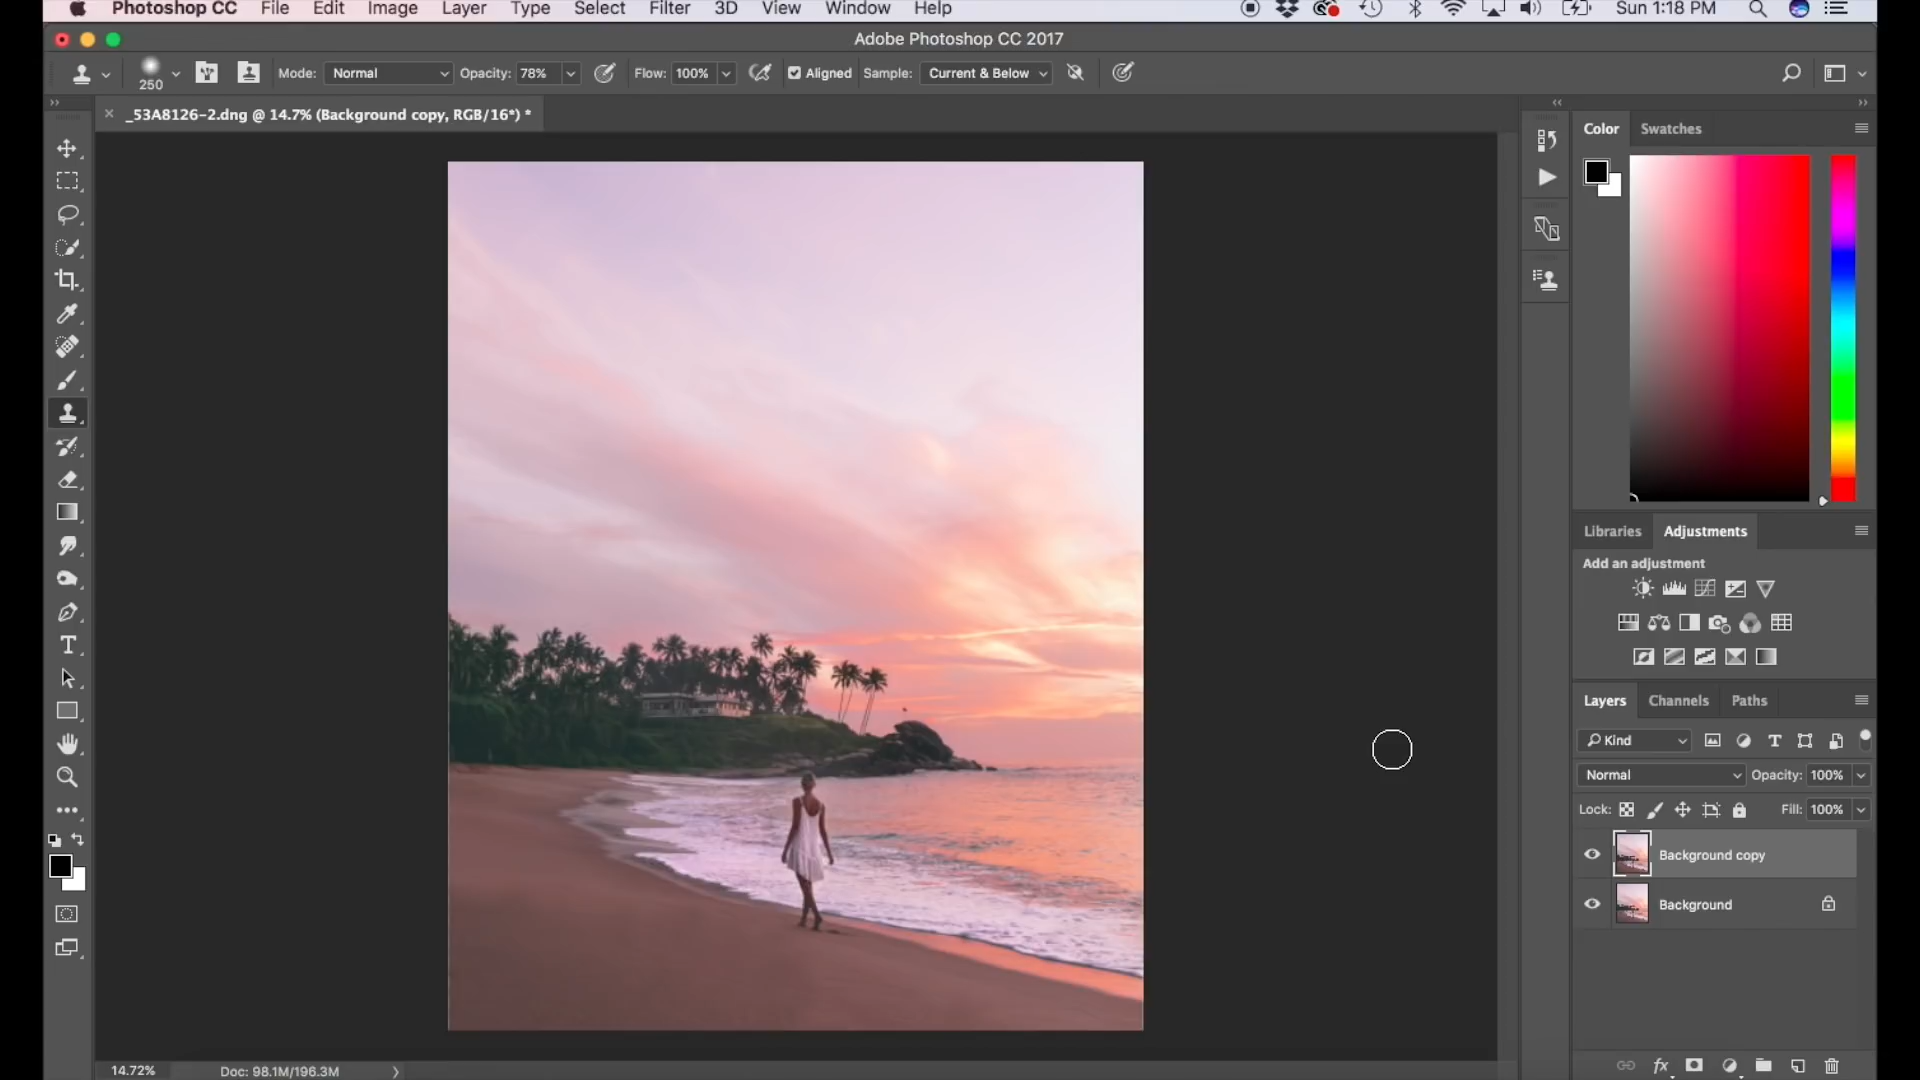 Photoshop CC File Edit Image Layer Type Select Filter 3D View Window Help Sun 1:18 PM
Adobe Photoshop CC 2017
250 Mode: Normal Opacity: 78% Flow: 100% Aligned Sample: Current & Below
_53A8126-2.dng @ 14.7% (Background copy, RGB/16*) *
Color Swatches
Libraries Adjustments
Add an adjustment
Layers Channels Paths
Kind
Normal Opacity: 100%
Lock: Fill: 100%
Background copy
Background
14.72% Doc: 98.1M/196.3M